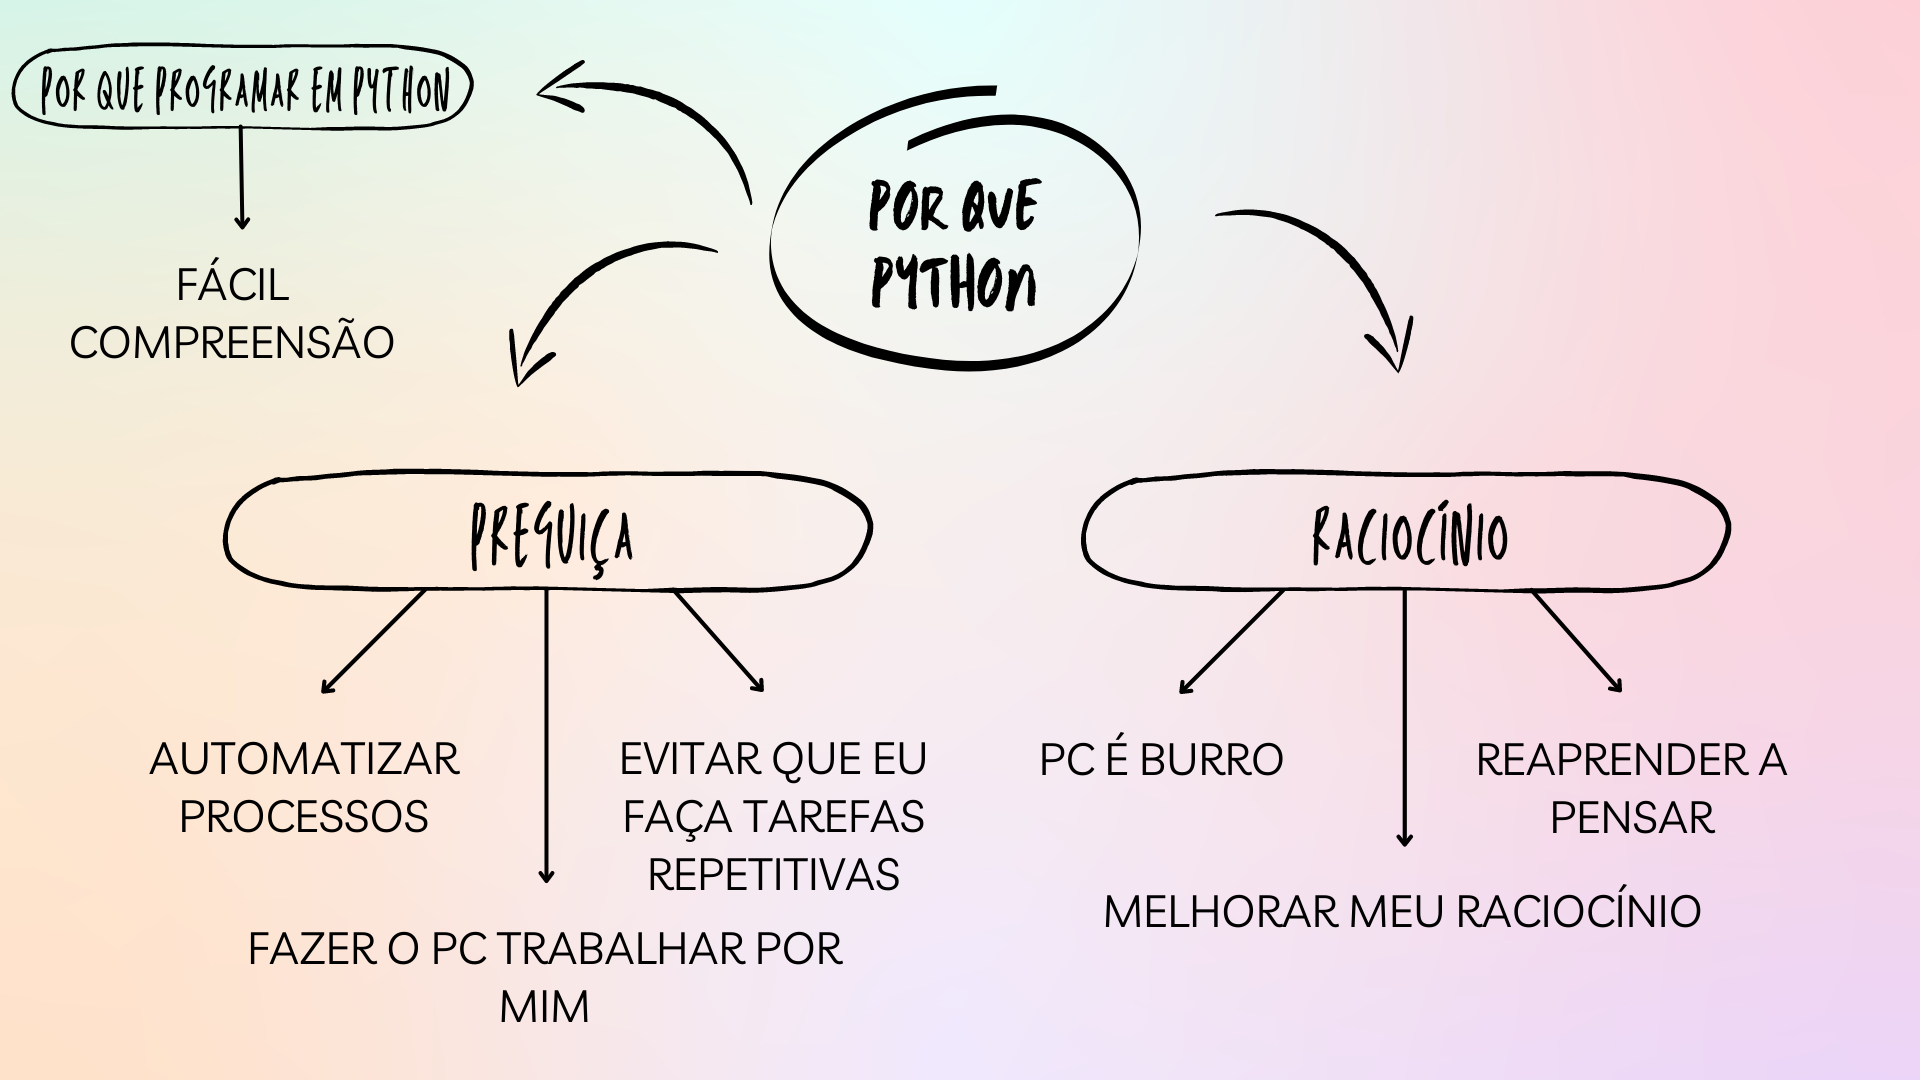 POR QUE PROGRAMAR EM PYTHON
FÁCIL
COMPREENSÃO
POR QUE
PYTHON
PREGUIÇA
AUTOMATIZAR
PROCESSOS
FAZER O PC TRABALHAR POR
MIM
EVITAR QUE EU
FAÇA TAREFAS
REPETITIVAS
RACIOCÍNIO
PC É BURRO
MELHORAR MEU RACIOCÍNIO
REAPRENDER A
PENSAR